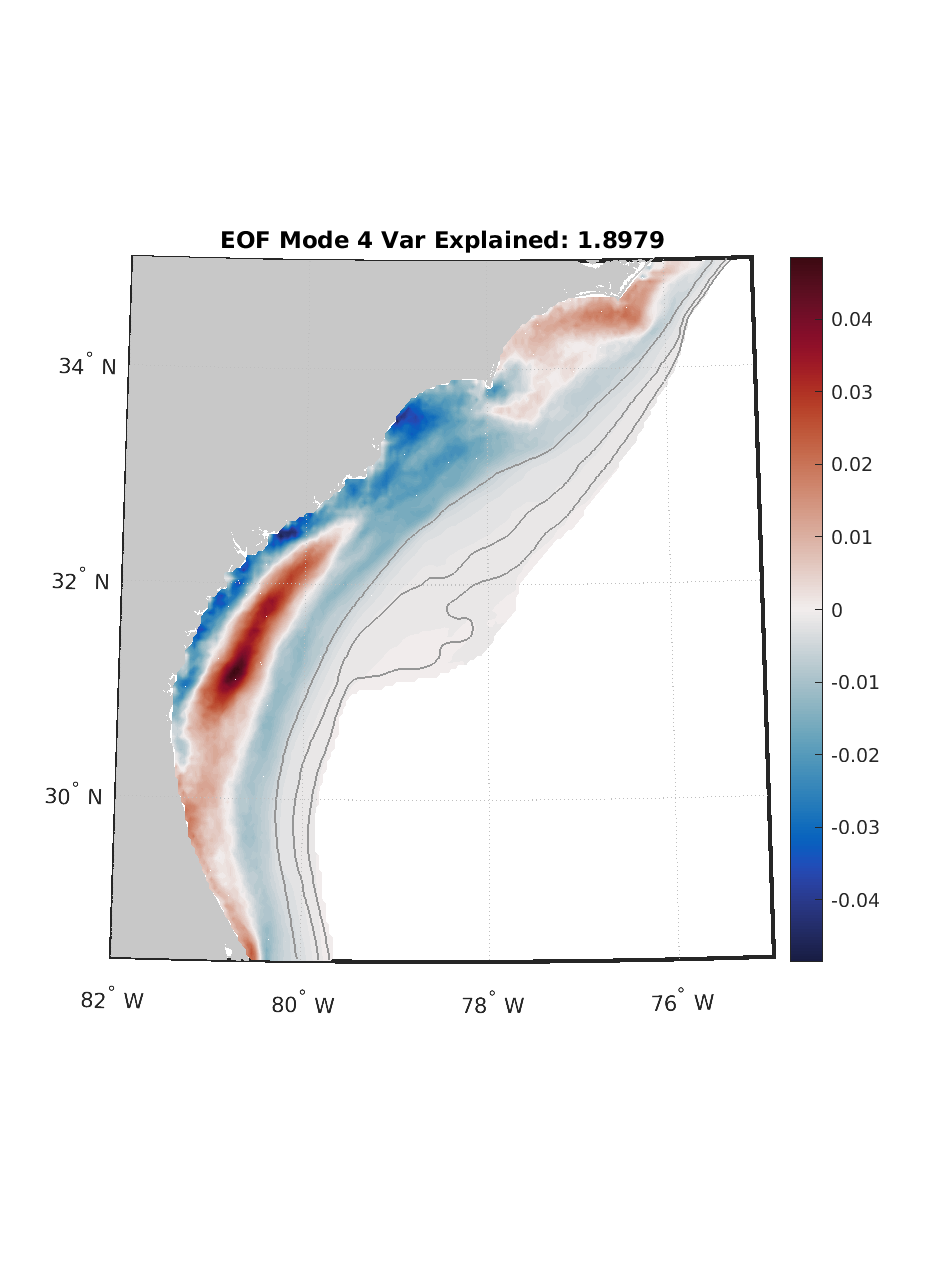 EOF Mode 4 Var Explained: 1.8979
34° N
32° N
30° N
82° W
80° W
78° W
76° W
0.04
0.03
0.02
0.01
0
-0.01
-0.02
-0.03
-0.04